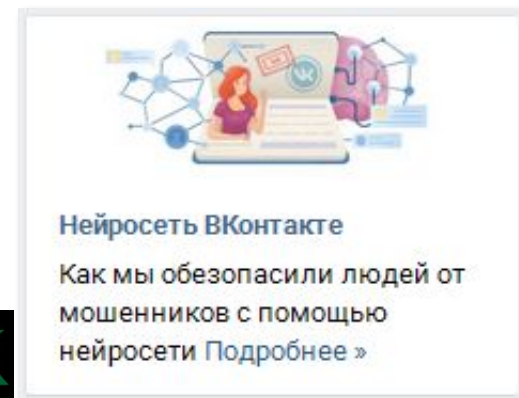 Нейросеть ВКонтакте
Как мы обезопасили людей от
мошенников с помощью
нейросети Подробнее »